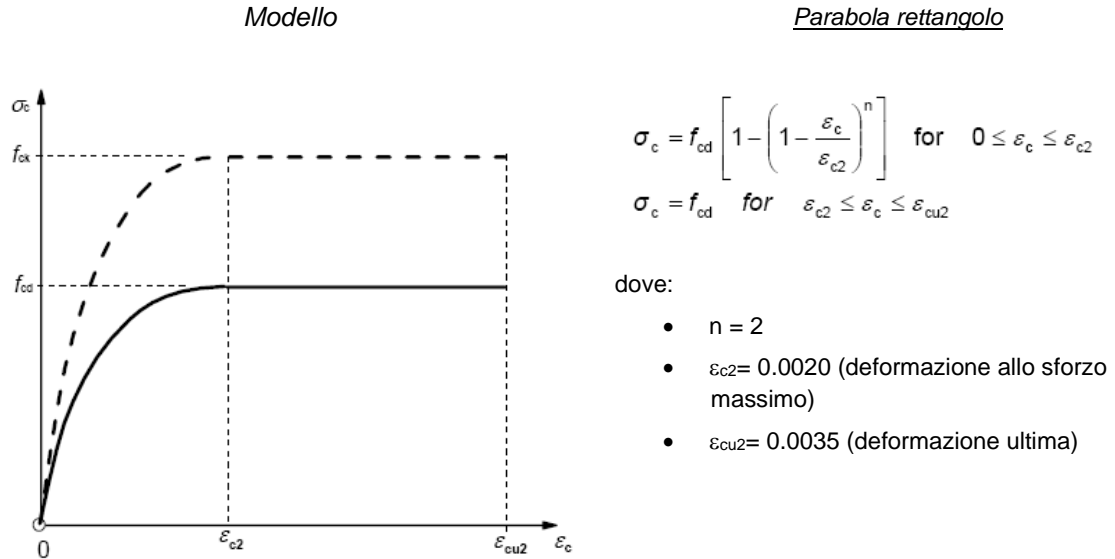 Modello
Parabola rettangolo
σc
fck
fcd
0
εc2
εcu2
εc
σc = fcd [1 − (1 − εc/εc2)^n] for 0 ≤ εc ≤ εc2
σc = fcd for εc2 ≤ εc ≤ εcu2
dove:
• n = 2
• εc2= 0.0020 (deformazione allo sforzo
massimo)
• εcu2= 0.0035 (deformazione ultima)